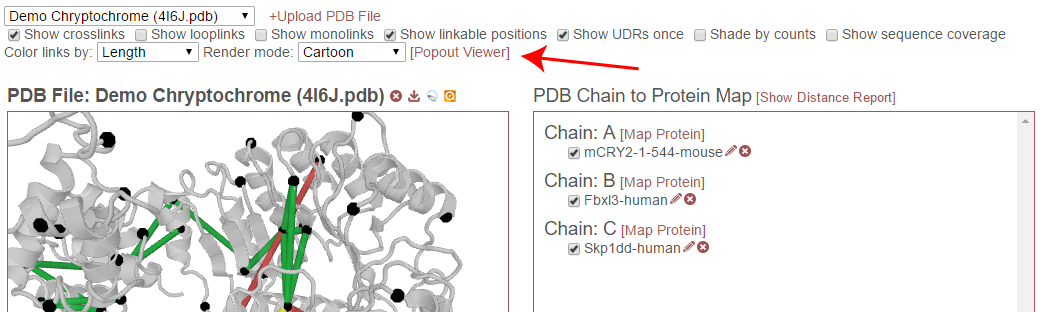 Demo Chryptochrome (4I6J.pdb) +Upload PDB File
Show crosslinks Show looplinks Show monolinks Show linkable positions Show UDRs once Shade by counts Show sequence coverage
Color links by: Length Render mode: Cartoon [Popout Viewer]
PDB File: Demo Chryptochrome (4I6J.pdb)
PDB Chain to Protein Map [Show Distance Report]
Chain: A [Map Protein]
mCRY2-1-544-mouse
Chain: B [Map Protein]
Fbxl3-human
Chain: C [Map Protein]
Skp1dd-human